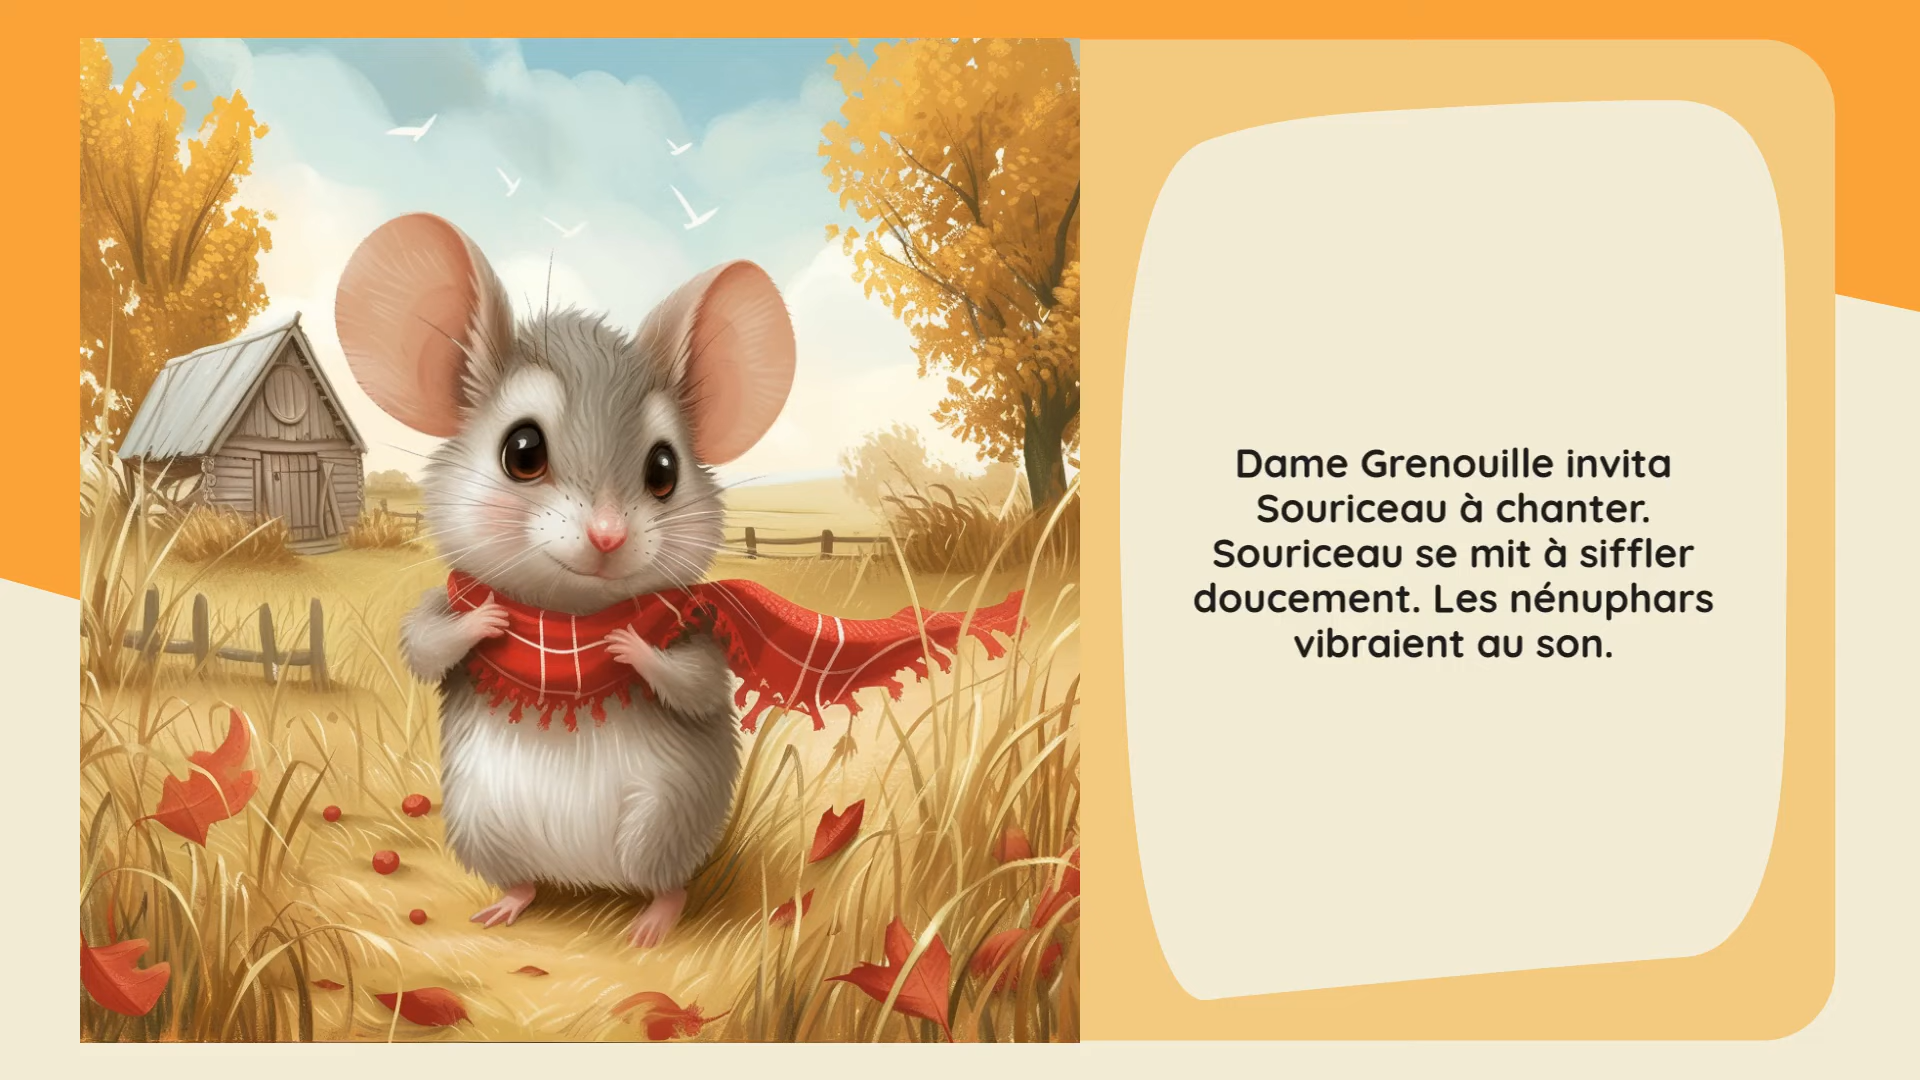 Dame Grenouille invita
Souriceau à chanter.
Souriceau se mit à siffler
doucement. Les nénuphars
vibraient au son.